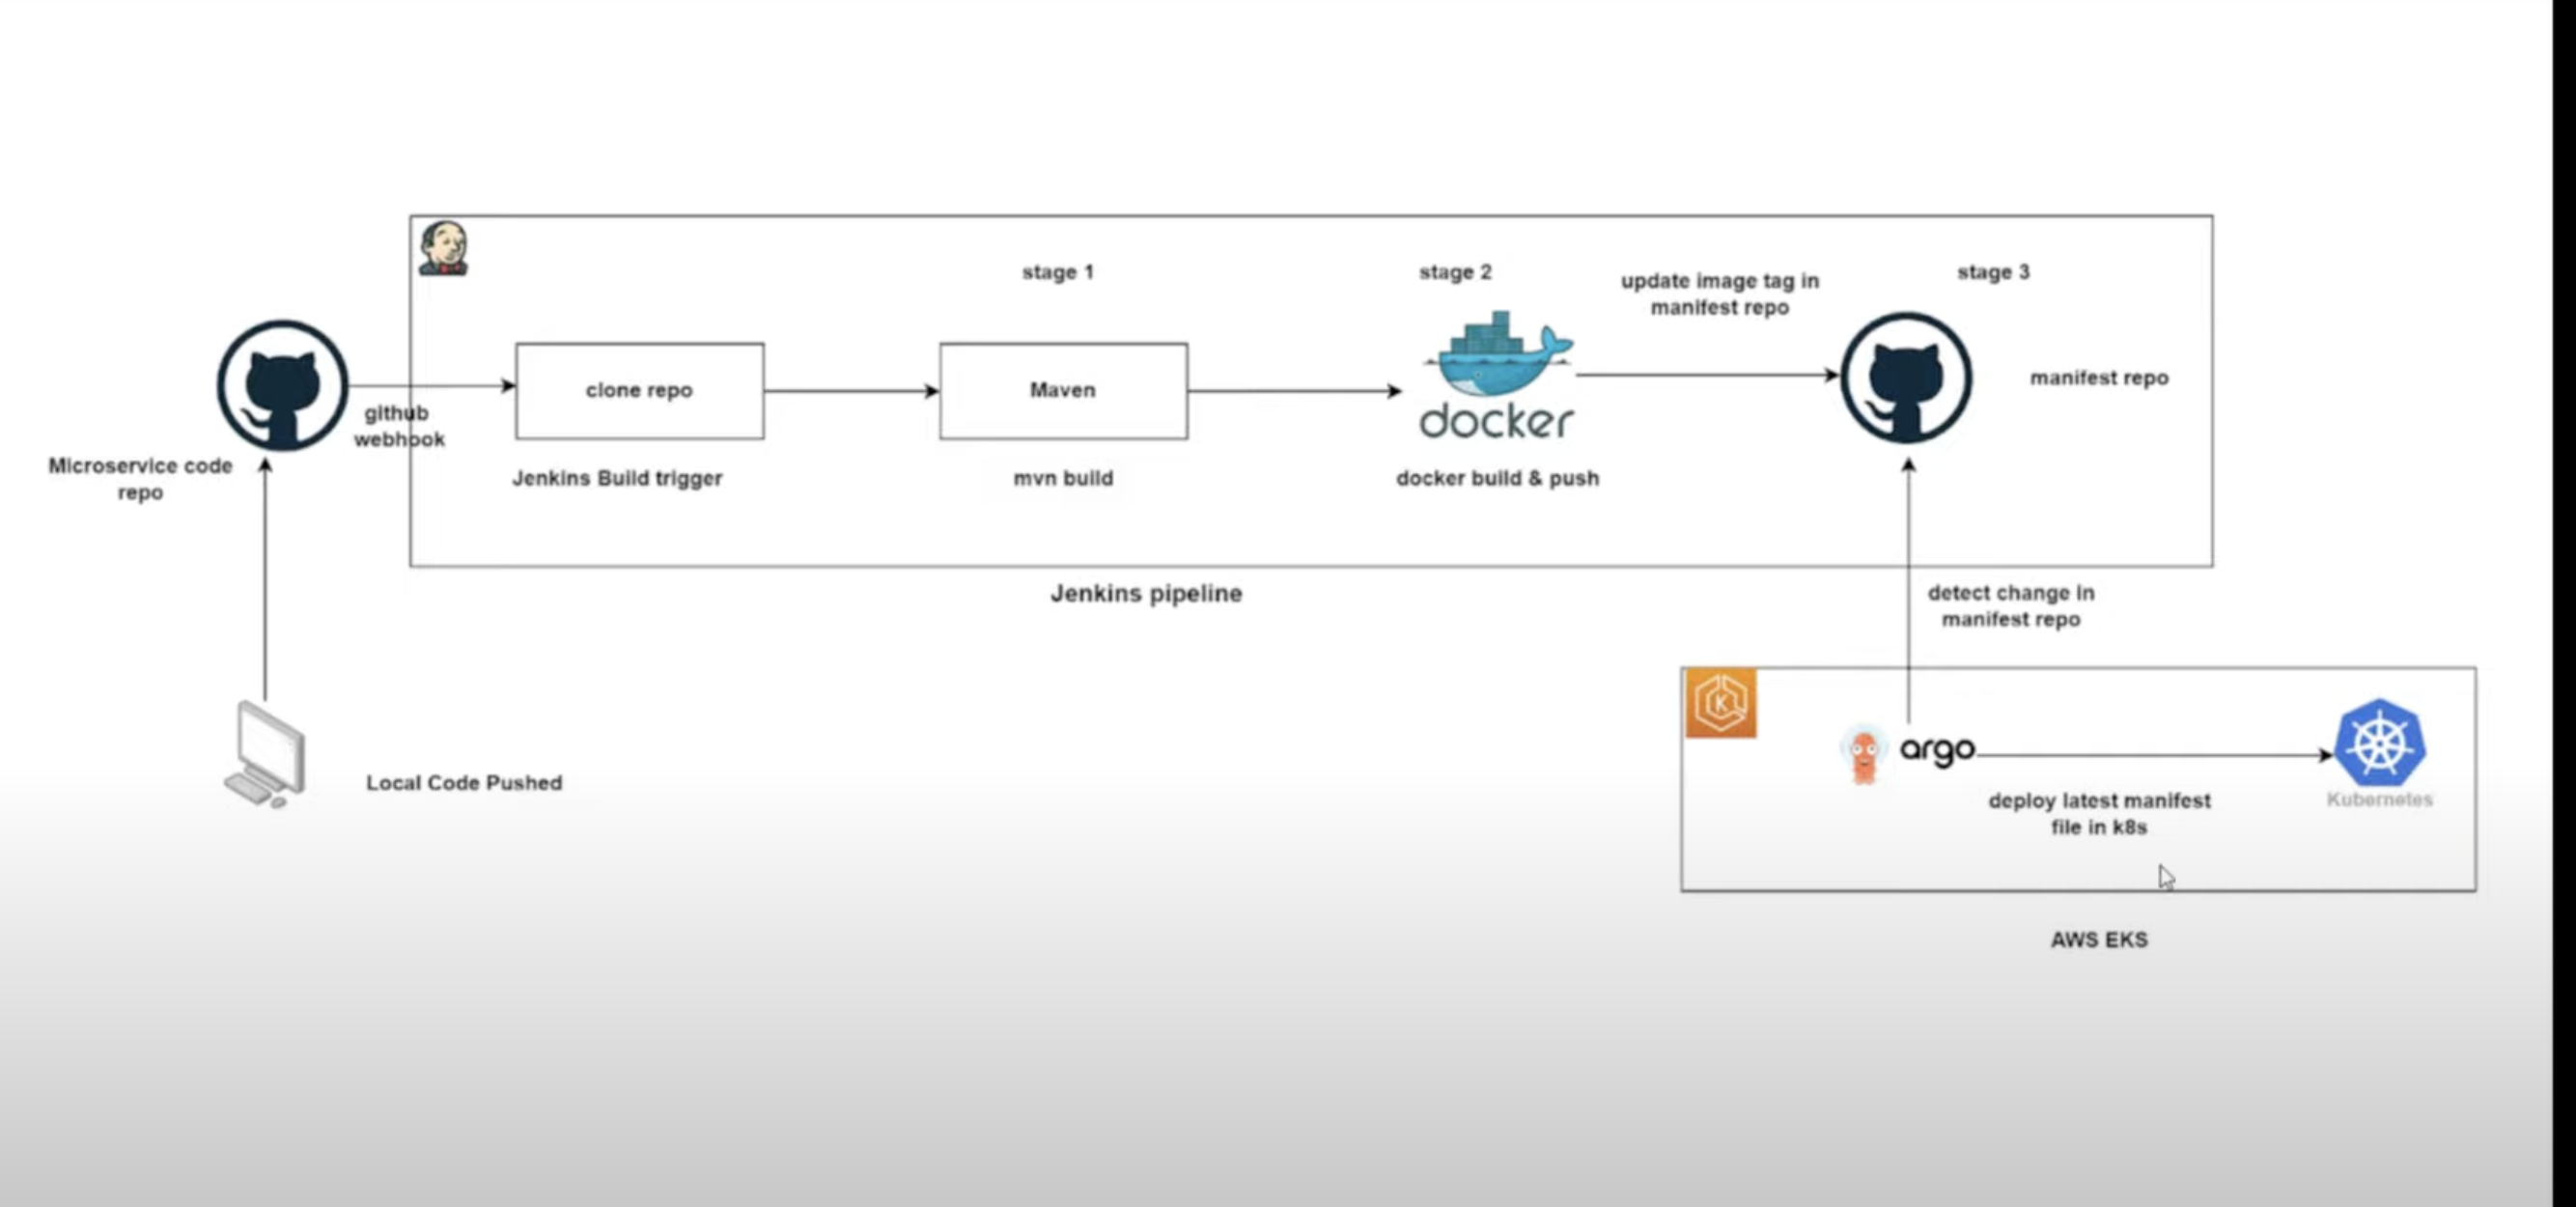 stage 1
stage 2
update image tag in
manifest repo
stage 3
clone repo
Maven
docker
manifest repo
github
webhook
Microservice code
repo
Jenkins Build trigger
mvn build
docker build & push
Jenkins pipeline
detect change in
manifest repo
argo
Local Code Pushed
deploy latest manifest
file in k8s
Kubernetes
AWS EKS
K